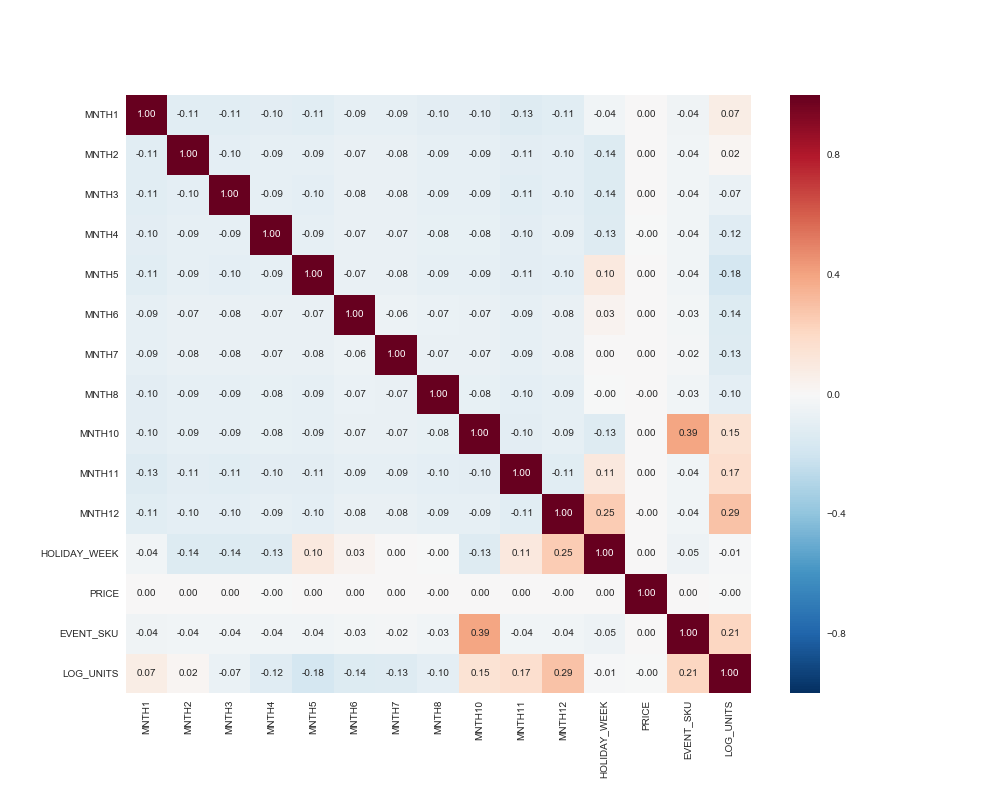 MNTH1 1.00 -0.11 -0.11 -0.10 -0.11 -0.09 -0.09 -0.10 -0.10 -0.13 -0.11 -0.04 0.00 -0.04 0.07
MNTH2 -0.11 1.00 -0.10 -0.09 -0.09 -0.07 -0.08 -0.09 -0.09 -0.11 -0.10 -0.14 0.00 -0.04 0.02
MNTH3 -0.11 -0.10 1.00 -0.09 -0.10 -0.08 -0.08 -0.09 -0.09 -0.11 -0.10 -0.14 0.00 -0.04 -0.07
MNTH4 -0.10 -0.09 -0.09 1.00 -0.09 -0.07 -0.07 -0.08 -0.08 -0.10 -0.09 -0.13 -0.00 -0.04 -0.12
MNTH5 -0.11 -0.09 -0.10 -0.09 1.00 -0.07 -0.08 -0.09 -0.09 -0.11 -0.10 0.10 0.00 -0.04 -0.18
MNTH6 -0.09 -0.07 -0.08 -0.07 -0.07 1.00 -0.06 -0.07 -0.07 -0.09 -0.08 0.03 0.00 -0.03 -0.14
MNTH7 -0.09 -0.08 -0.08 -0.07 -0.08 -0.06 1.00 -0.07 -0.07 -0.09 -0.08 0.00 0.00 -0.02 -0.13
MNTH8 -0.10 -0.09 -0.09 -0.08 -0.09 -0.07 -0.07 1.00 -0.08 -0.10 -0.09 -0.00 -0.00 -0.03 -0.10
MNTH10 -0.10 -0.09 -0.09 -0.08 -0.09 -0.07 -0.07 -0.08 1.00 -0.10 -0.09 -0.13 0.00 0.39 0.15
MNTH11 -0.13 -0.11 -0.11 -0.10 -0.11 -0.09 -0.09 -0.10 -0.10 1.00 -0.11 0.11 0.00 -0.04 0.17
MNTH12 -0.11 -0.10 -0.10 -0.09 -0.10 -0.08 -0.08 -0.09 -0.09 -0.11 1.00 0.25 -0.00 -0.04 0.29
HOLIDAY_WEEK -0.04 -0.14 -0.14 -0.13 0.10 0.03 0.00 -0.00 -0.13 0.11 0.25 1.00 0.00 -0.05 -0.01
PRICE 0.00 0.00 0.00 -0.00 0.00 0.00 0.00 -0.00 0.00 0.00 -0.00 0.00 1.00 0.00 -0.00
EVENT_SKU -0.04 -0.04 -0.04 -0.04 -0.04 -0.03 -0.02 -0.03 0.39 -0.04 -0.04 -0.05 0.00 1.00 0.21
LOG_UNITS 0.07 0.02 -0.07 -0.12 -0.18 -0.14 -0.13 -0.10 0.15 0.17 0.29 -0.01 -0.00 0.21 1.00
MNTH1 MNTH2 MNTH3 MNTH4 MNTH5 MNTH6 MNTH7 MNTH8 MNTH10 MNTH11 MNTH12 HOLIDAY_WEEK PRICE EVENT_SKU LOG_UNITS
0.8
0.4
0.0
−0.4
−0.8